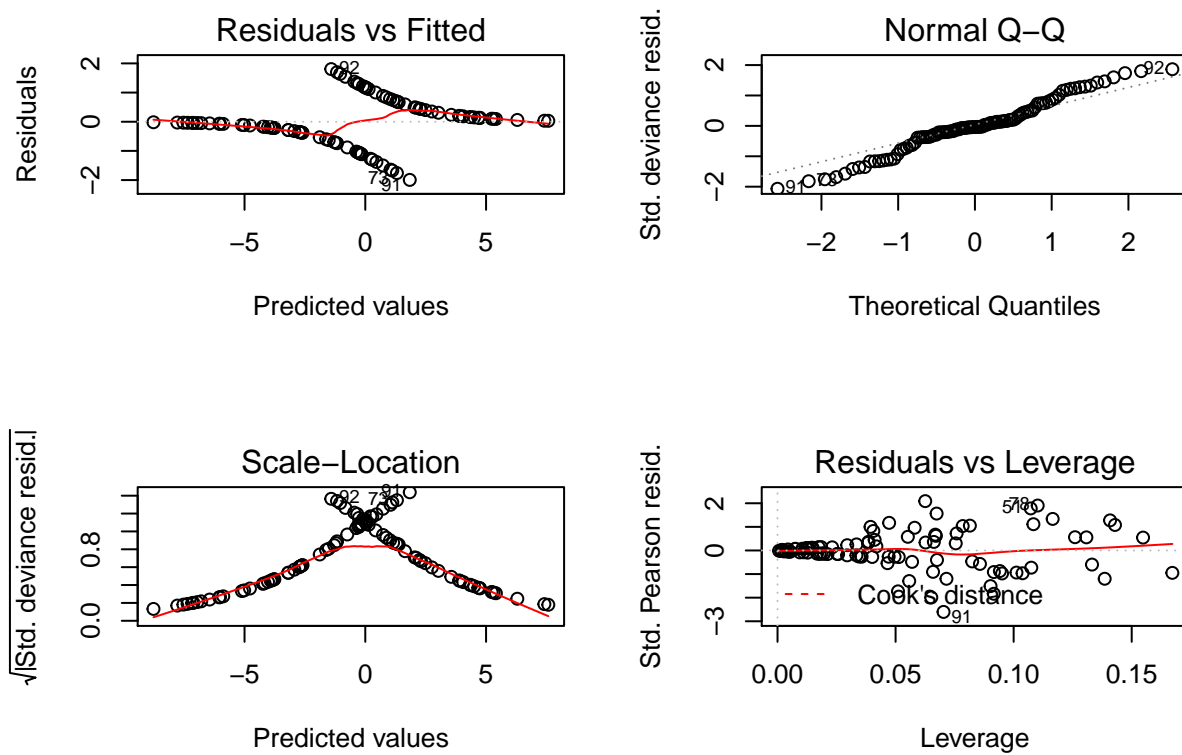 Residuals vs Fitted
Residuals
2
0
−2
92
73
91
−5
0
5
Predicted values
Normal Q−Q
Std. deviance resid.
2
0
−2
92
91
−2
−1
0
1
2
Theoretical Quantiles
Scale−Location
√|Std. deviance resid.|
0.8
0.0
92
73
91
−5
0
5
Predicted values
Residuals vs Leverage
Std. Pearson resid.
2
0
−3
78
51
91
Cook's distance
0.00
0.05
0.10
0.15
Leverage